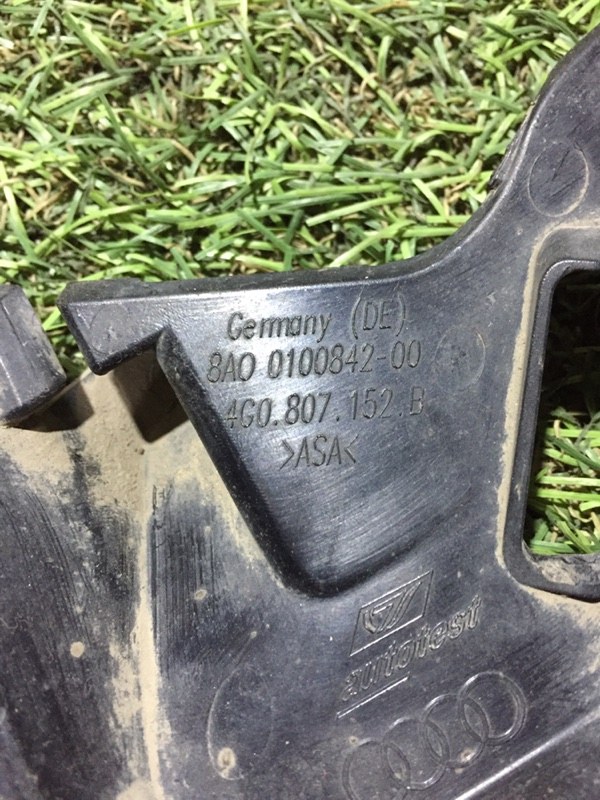 Germany (DE)
8A0 0100842-00
4G0.807.152.B
>ASA<
autotest